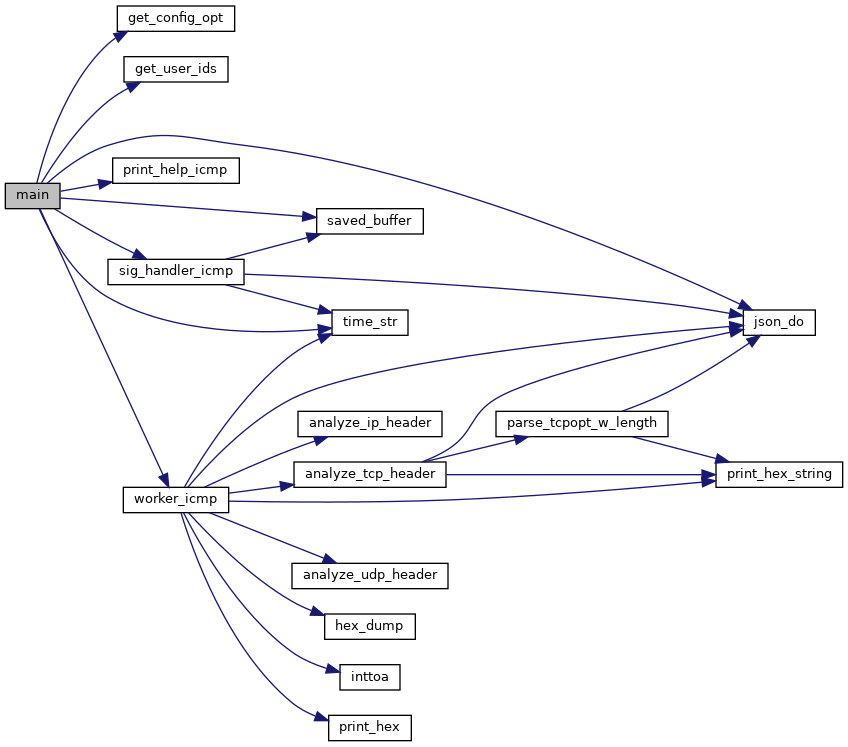 get_config_opt
get_user_ids
print_help_icmp
main
saved_buffer
sig_handler_icmp
time_str
json_do
analyze_ip_header
parse_tcpopt_w_length
analyze_tcp_header
print_hex_string
worker_icmp
analyze_udp_header
hex_dump
inttoa
print_hex